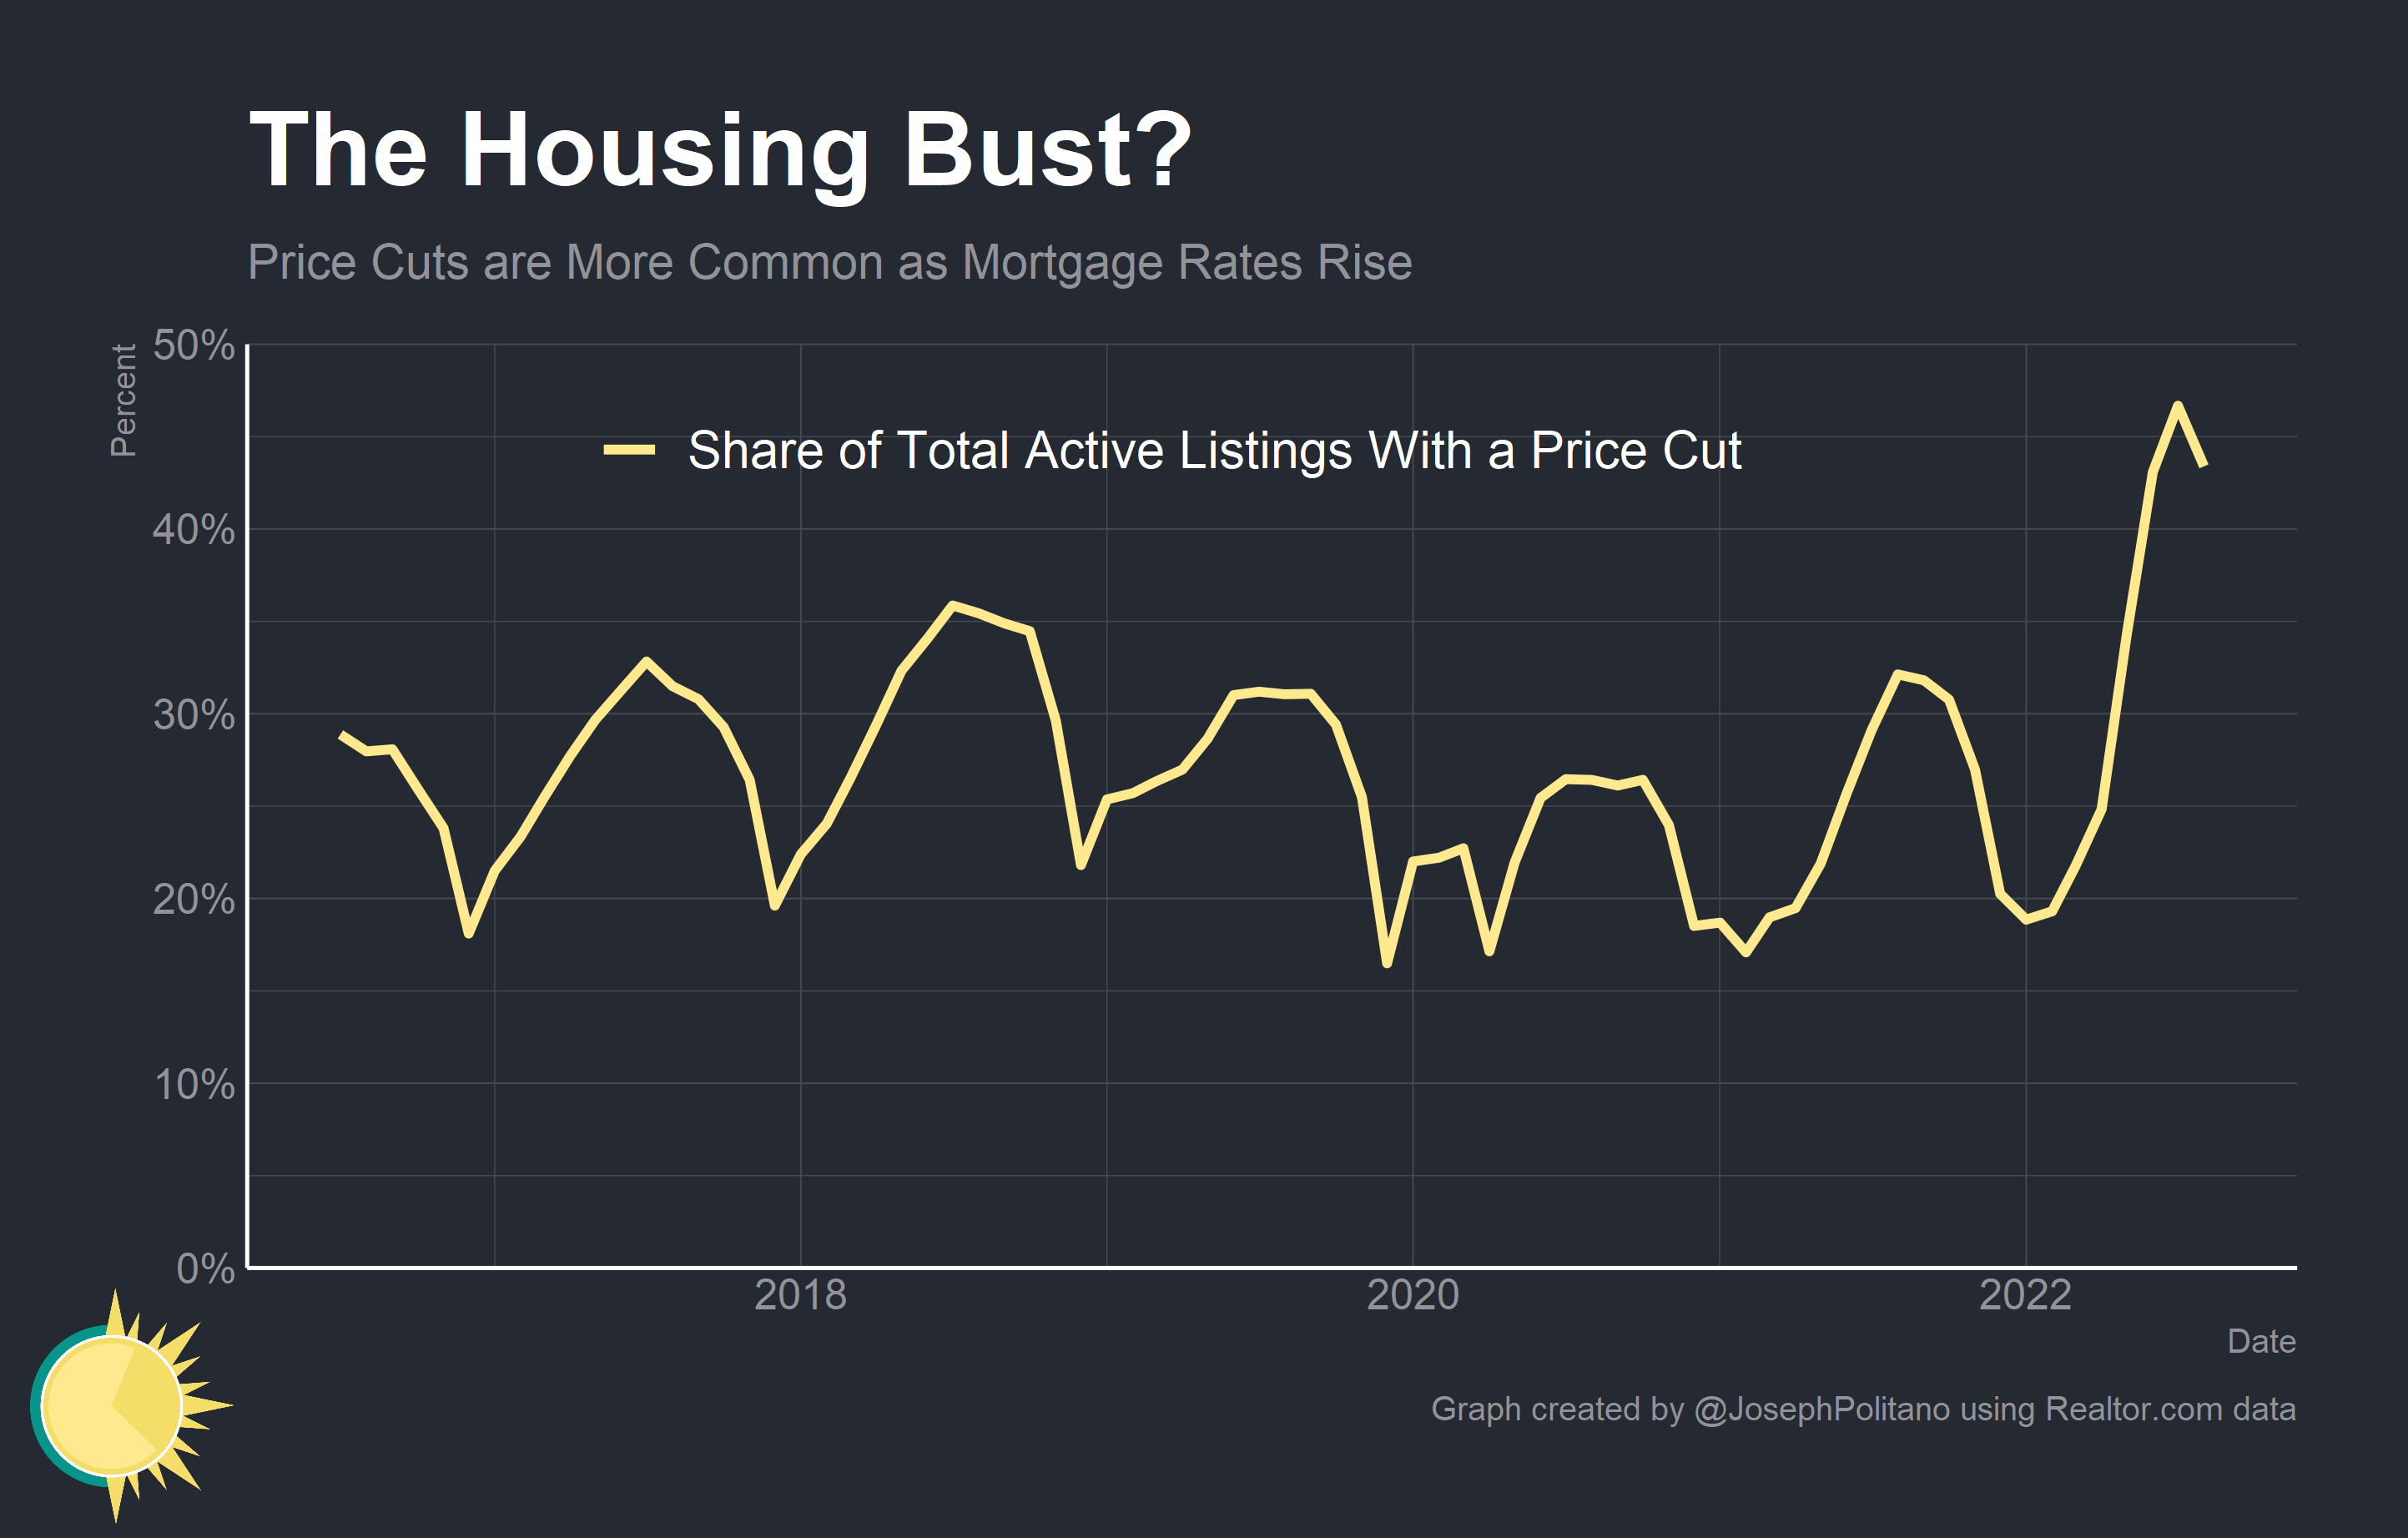 The Housing Bust?
Price Cuts are More Common as Mortgage Rates Rise
Percent
50%
Share of Total Active Listings With a Price Cut
40%
30%
20%
10%
0%
2018
2020
2022
Date
Graph created by @JosephPolitano using Realtor.com data